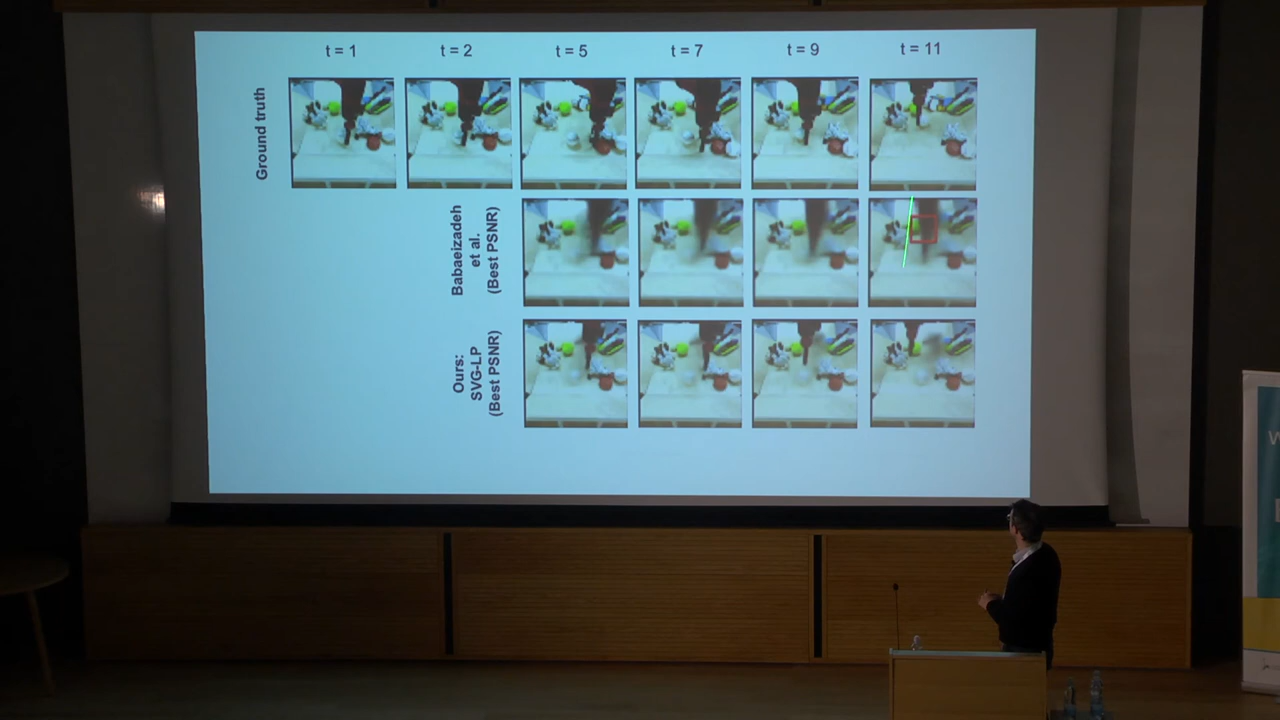 t = 1 t = 2 t = 5 t = 7 t = 9 t = 11
Ground truth
Babaeizadeh
et al.
(Best PSNR)
Ours:
SVG-LP
(Best PSNR)